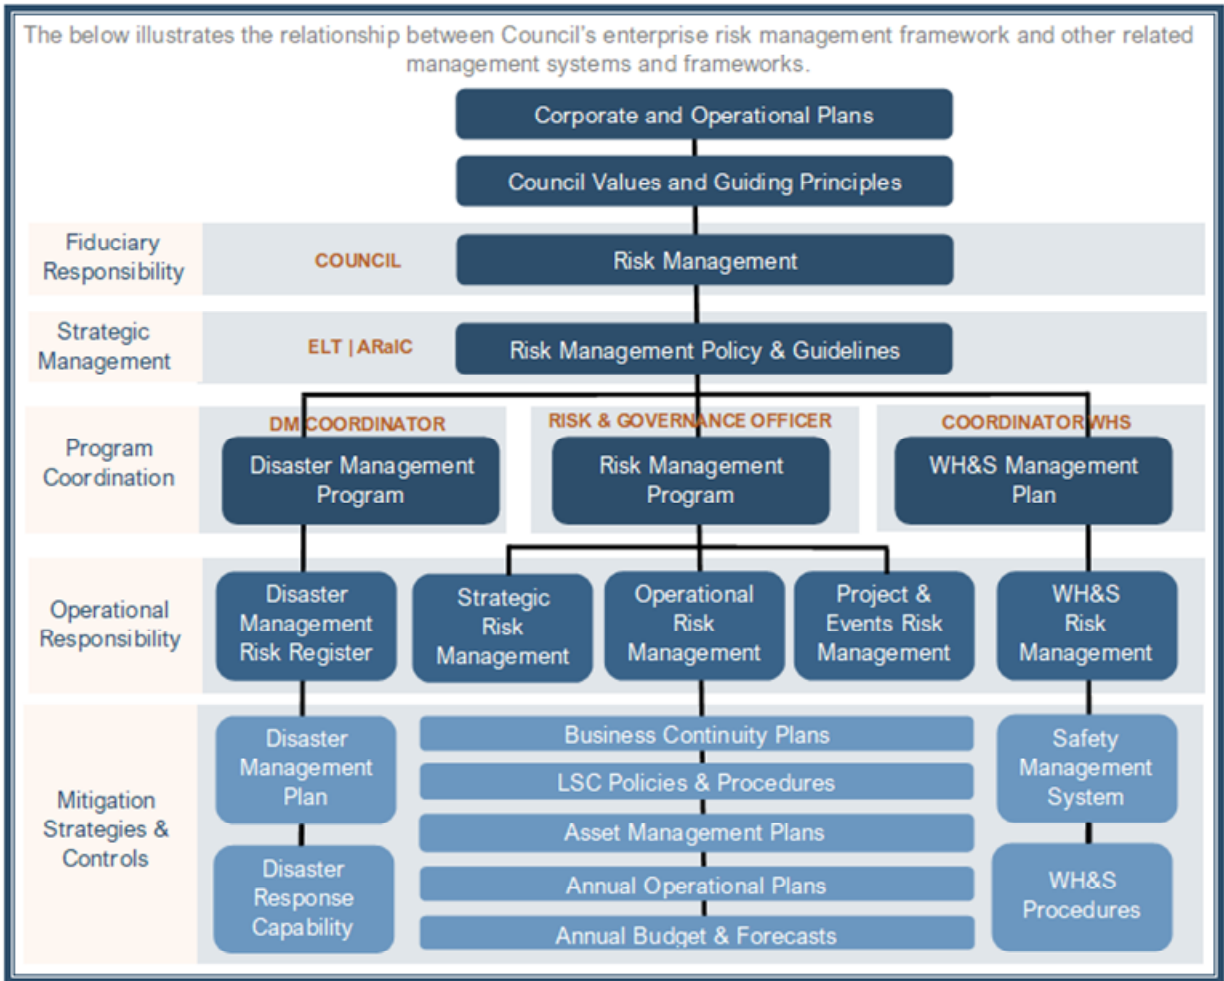 The below illustrates the relationship between Council's enterprise risk management framework and other related
management systems and frameworks.
Corporate and Operational Plans
Council Values and Guiding Principles
Fiduciary
Responsibility
COUNCIL
Risk Management
Strategic
Management
ELT | ARaIC
Risk Management Policy & Guidelines
Program
Coordination
DM COORDINATOR
Disaster Management
Program
RISK & GOVERNANCE OFFICER
Risk Management
Program
COORDINATOR WHS
WH&S Management
Plan
Operational
Responsibility
Disaster
Management
Risk Register
Strategic
Risk
Management
Operational
Risk
Management
Project &
Events Risk
Management
WH&S
Risk
Management
Mitigation
Strategies &
Controls
Disaster
Management
Plan
Disaster
Response
Capability
Business Continuity Plans
LSC Policies & Procedures
Asset Management Plans
Annual Operational Plans
Annual Budget & Forecasts
Safety
Management
System
WH&S
Procedures